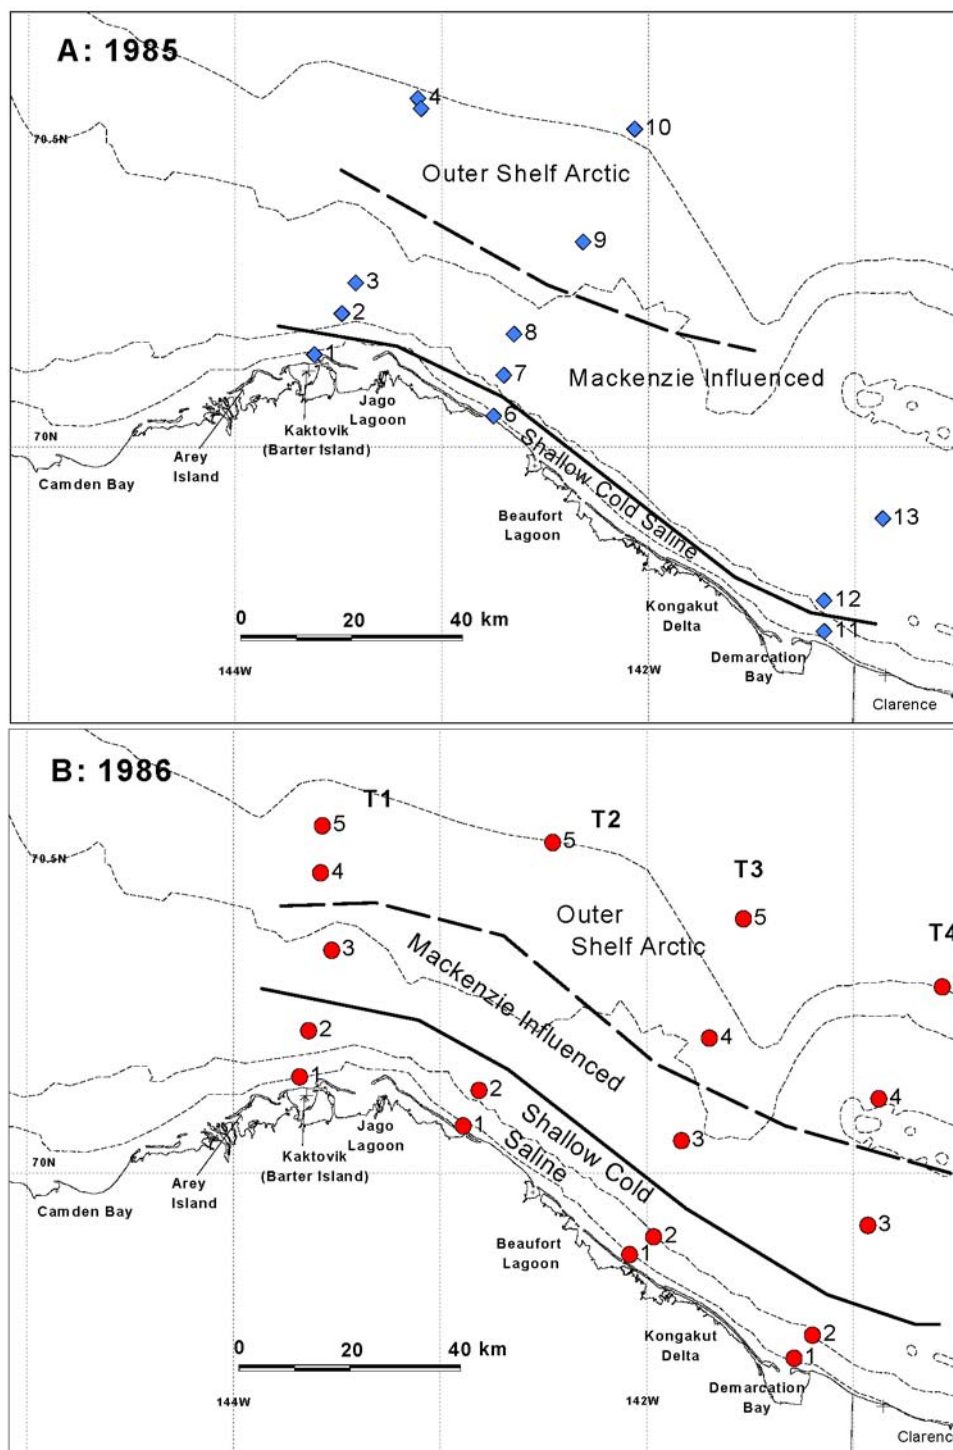 A: 1985
4
10
70.5N
Outer Shelf Arctic
9
3
2
8
1
7
Mackenzie Influenced
Jago
Lagoon
6
Kaktovik
(Barter Island)
70N
Arey
Island
Camden Bay
Shallow Cold Saline
Beaufort
Lagoon
13
12
0 20 40 km
Kongakut
Delta
11
144W
142W
Demarcation
Bay
Clarence
B: 1986
T1
5
T2
5
70.5N
4
T3
Outer
Shelf Arctic
5
T4
3
Mackenzie Influenced
2
4
4
1
2
Shallow Cold
Saline
1
3
Jago
Lagoon
Kaktovik
(Barter Island)
70N
Arey
Island
Camden Bay
3
2
1
Beaufort
Lagoon
2
1
0 20 40 km
Kongakut
Delta
144W
142W
Demarcation
Bay
Clarenc